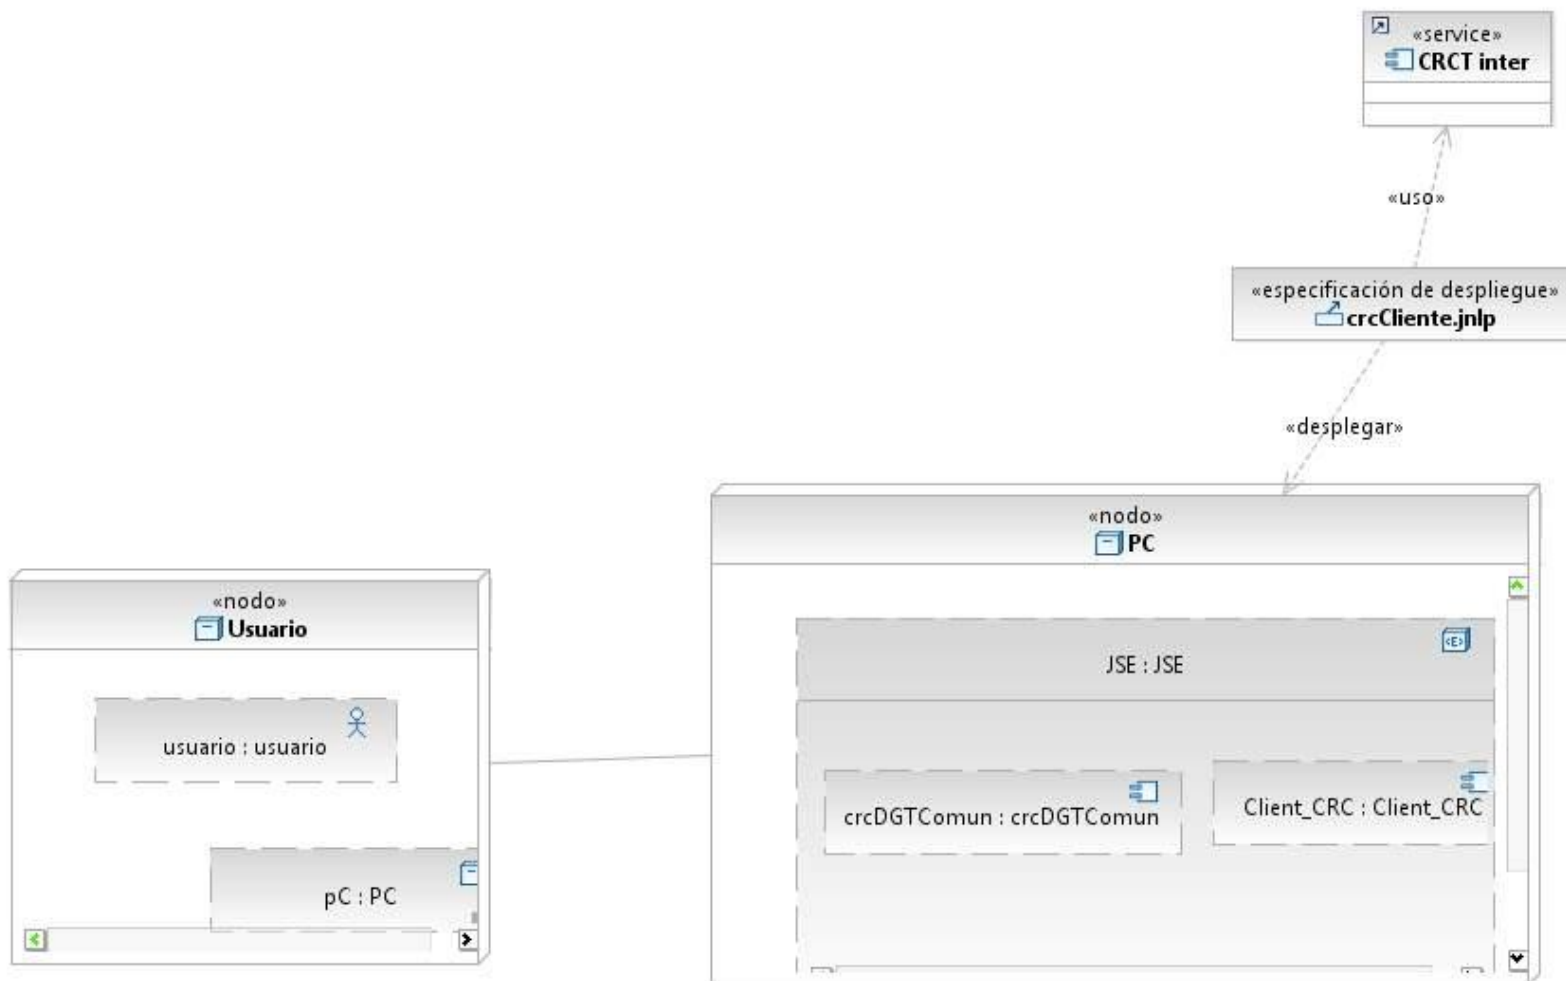 «service»
CRCT inter
«uso»
«especificación de despliegue»
crcCliente.jnlp
«desplegar»
«nodo»
PC
JSE : JSE
<E>
crcDGTComun : crcDGTComun
Client_CRC : Client_CRC
«nodo»
Usuario
usuario : usuario
pC : PC